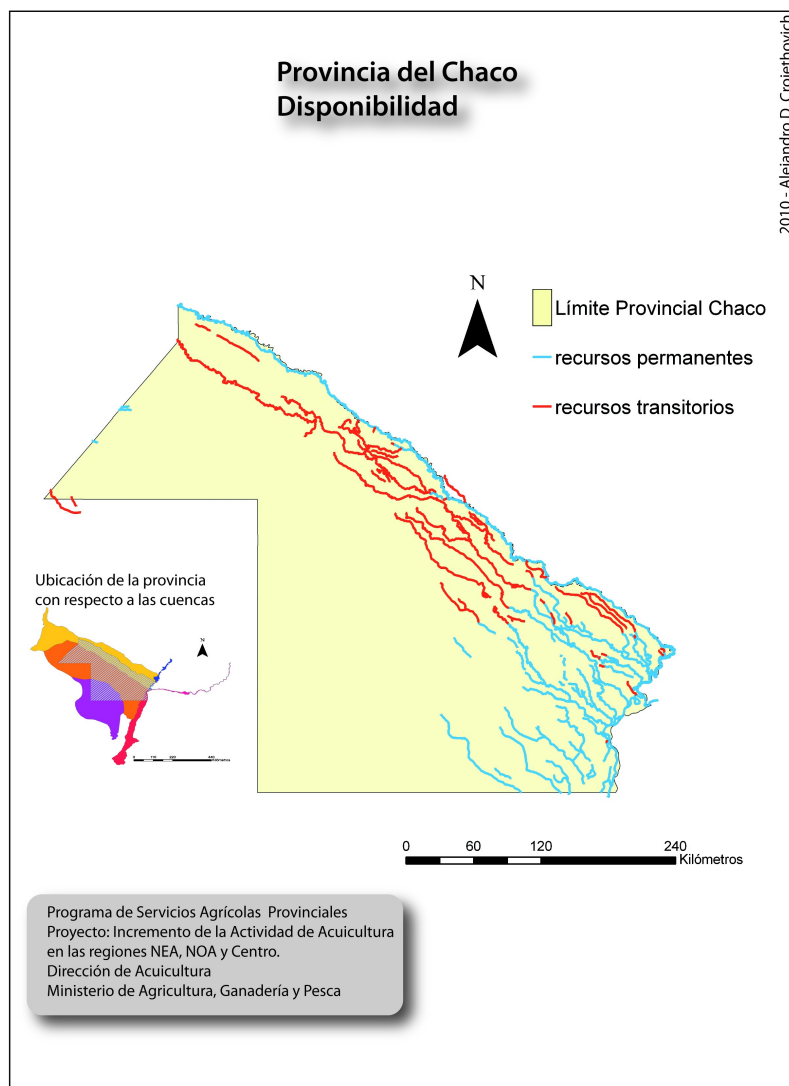 Provincia del Chaco
Disponibilidad
2010 - Alejandro D. Crojethovich
N
Límite Provincial Chaco
recursos permanentes
recursos transitorios
Ubicación de la provincia
con respecto a las cuencas
N
0 60 120 240
Kilómetros
Kilómetros
Programa de Servicios Agrícolas Provinciales
Proyecto: Incremento de la Actividad de Acuicultura
en las regiones NEA, NOA y Centro.
Dirección de Acuicultura
Ministerio de Agricultura, Ganadería y Pesca